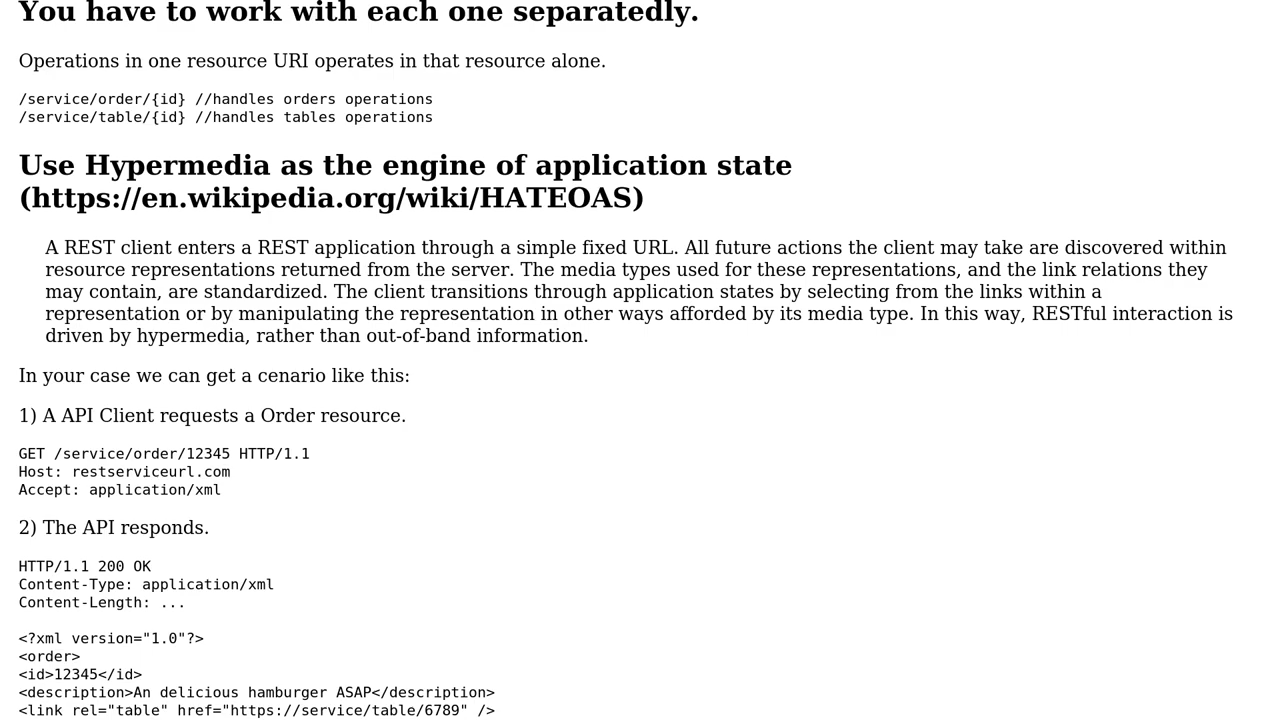 You have to work with each one separatedly.
Operations in one resource URI operates in that resource alone.
/service/order/{id} //handles orders operations
/service/table/{id} //handles tables operations
Use Hypermedia as the engine of application state
(https://en.wikipedia.org/wiki/HATEOAS)
A REST client enters a REST application through a simple fixed URL. All future actions the client may take are discovered within
resource representations returned from the server. The media types used for these representations, and the link relations they
may contain, are standardized. The client transitions through application states by selecting from the links within a
representation or by manipulating the representation in other ways afforded by its media type. In this way, RESTful interaction is
driven by hypermedia, rather than out-of-band information.
In your case we can get a cenario like this:
1) A API Client requests a Order resource.
GET /service/order/12345 HTTP/1.1
Host: restserviceurl.com
Accept: application/xml
2) The API responds.
HTTP/1.1 200 OK
Content-Type: application/xml
Content-Length: ...
<?xml version="1.0"?>
<order>
<id>12345</id>
<description>An delicious hamburger ASAP</description>
<link rel="table" href="https://service/table/6789" />